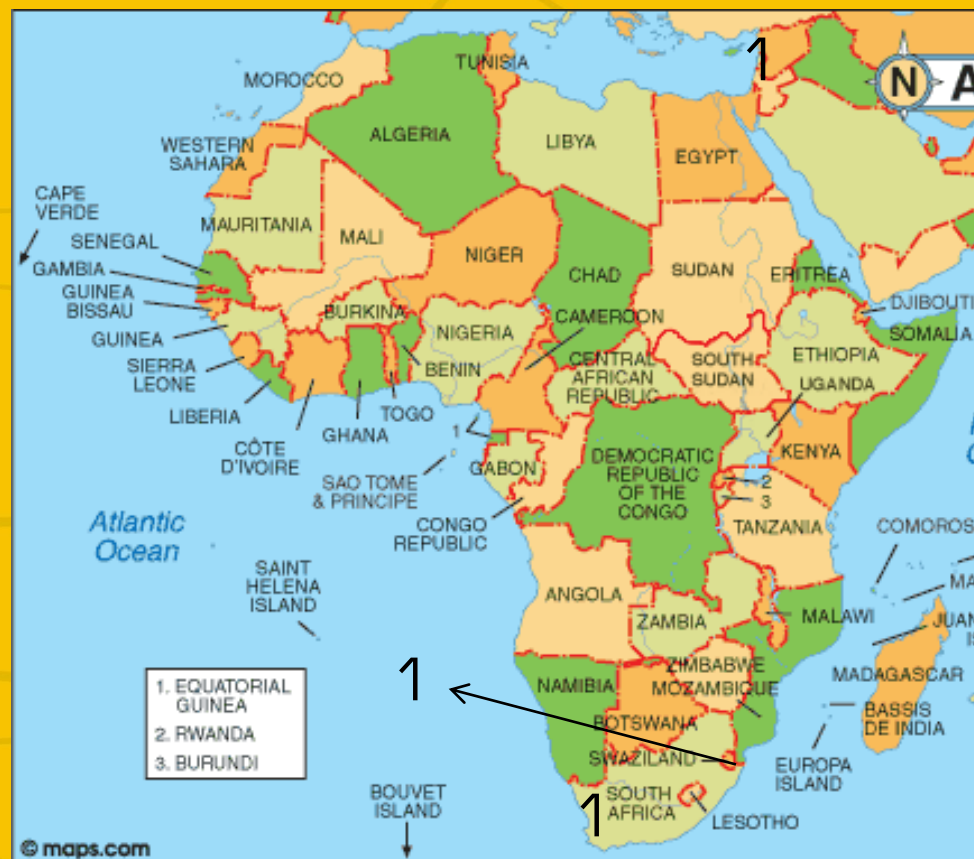 MOROCCO
TUNISIA
1
N
A
ALGERIA
LIBYA
EGYPT
WESTERN
SAHARA
CAPE
VERDE
MAURITANIA
MALI
NIGER
CHAD
SUDAN
ERITREA
SENEGAL
GAMBIA
GUINEA
BISSAU
GUINEA
SIERRA
LEONE
LIBERIA
CÔTE
D'IVOIRE
BURKINA
GHANA
TOGO
BENIN
NIGERIA
CAMEROON
CENTRAL
AFRICAN
REPUBLIC
SOUTH
SUDAN
ETHIOPIA
DJIBOUTI
SOMALIA
UGANDA
KENYA
1
SAO TOME
& PRINCIPE
GABON
CONGO
REPUBLIC
DEMOCRATIC
REPUBLIC
OF THE
CONGO
2
3
TANZANIA
COMOROS
Atlantic
Ocean
SAINT
HELENA
ISLAND
ANGOLA
ZAMBIA
MALAWI
MADAGASCAR
BASSIS
DE INDIA
EUROPA
ISLAND
1
NAMIBIA
ZIMBABWE
MOZAMBIQUE
BOTSWANA
SWAZILAND
SOUTH
AFRICA
1
LESOTHO
1. EQUATORIAL
GUINEA
2. RWANDA
3. BURUNDI
BOUVET
ISLAND
© maps.com